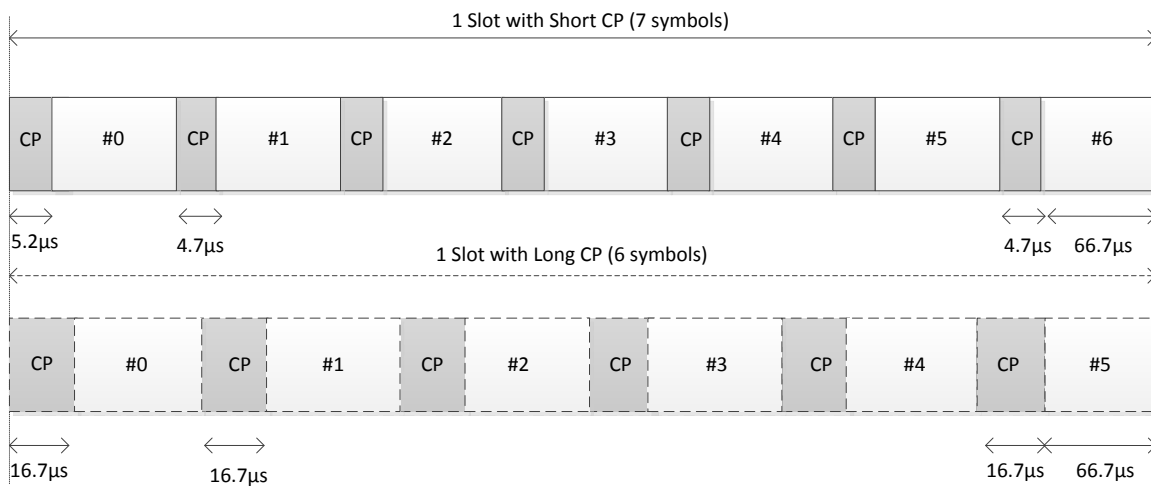 1 Slot with Short CP (7 symbols)
CP #0 CP #1 CP #2 CP #3 CP #4 CP #5 CP #6
5.2µs 4.7µs 4.7µs 66.7µs
1 Slot with Long CP (6 symbols)
CP #0 CP #1 CP #2 CP #3 CP #4 CP #5
16.7µs 16.7µs 16.7µs 66.7µs